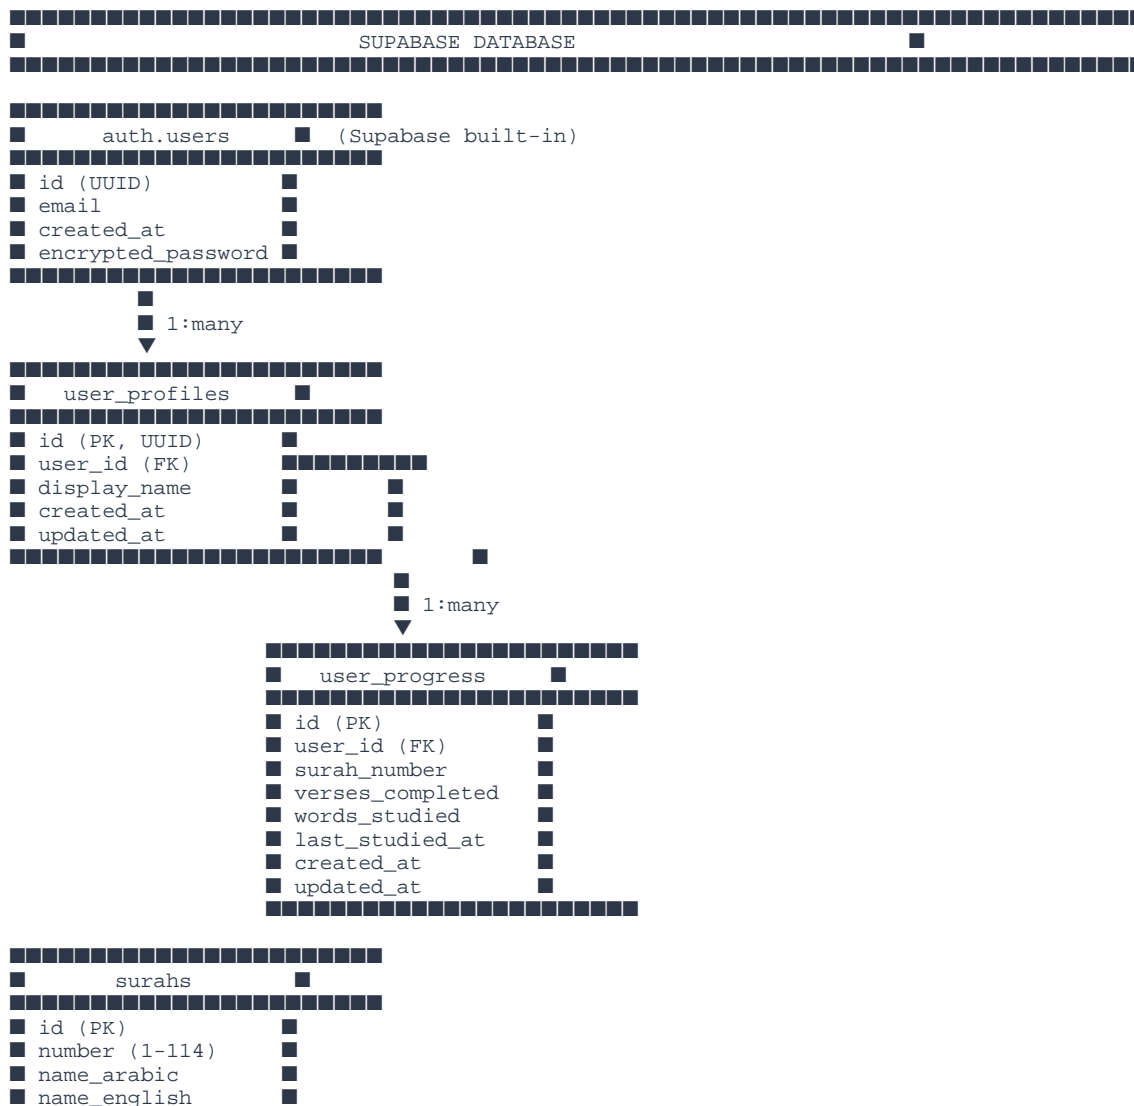 SUPABASE DATABASE
auth.users (Supabase built-in)
id (UUID)
email
created_at
encrypted_password
1:many
user_profiles
id (PK, UUID)
user_id (FK)
display_name
created_at
updated_at
1:many
user_progress
id (PK)
user_id (FK)
surah_number
verses_completed
words_studied
last_studied_at
created_at
updated_at
surahs
id (PK)
number (1-114)
name_arabic
name_english